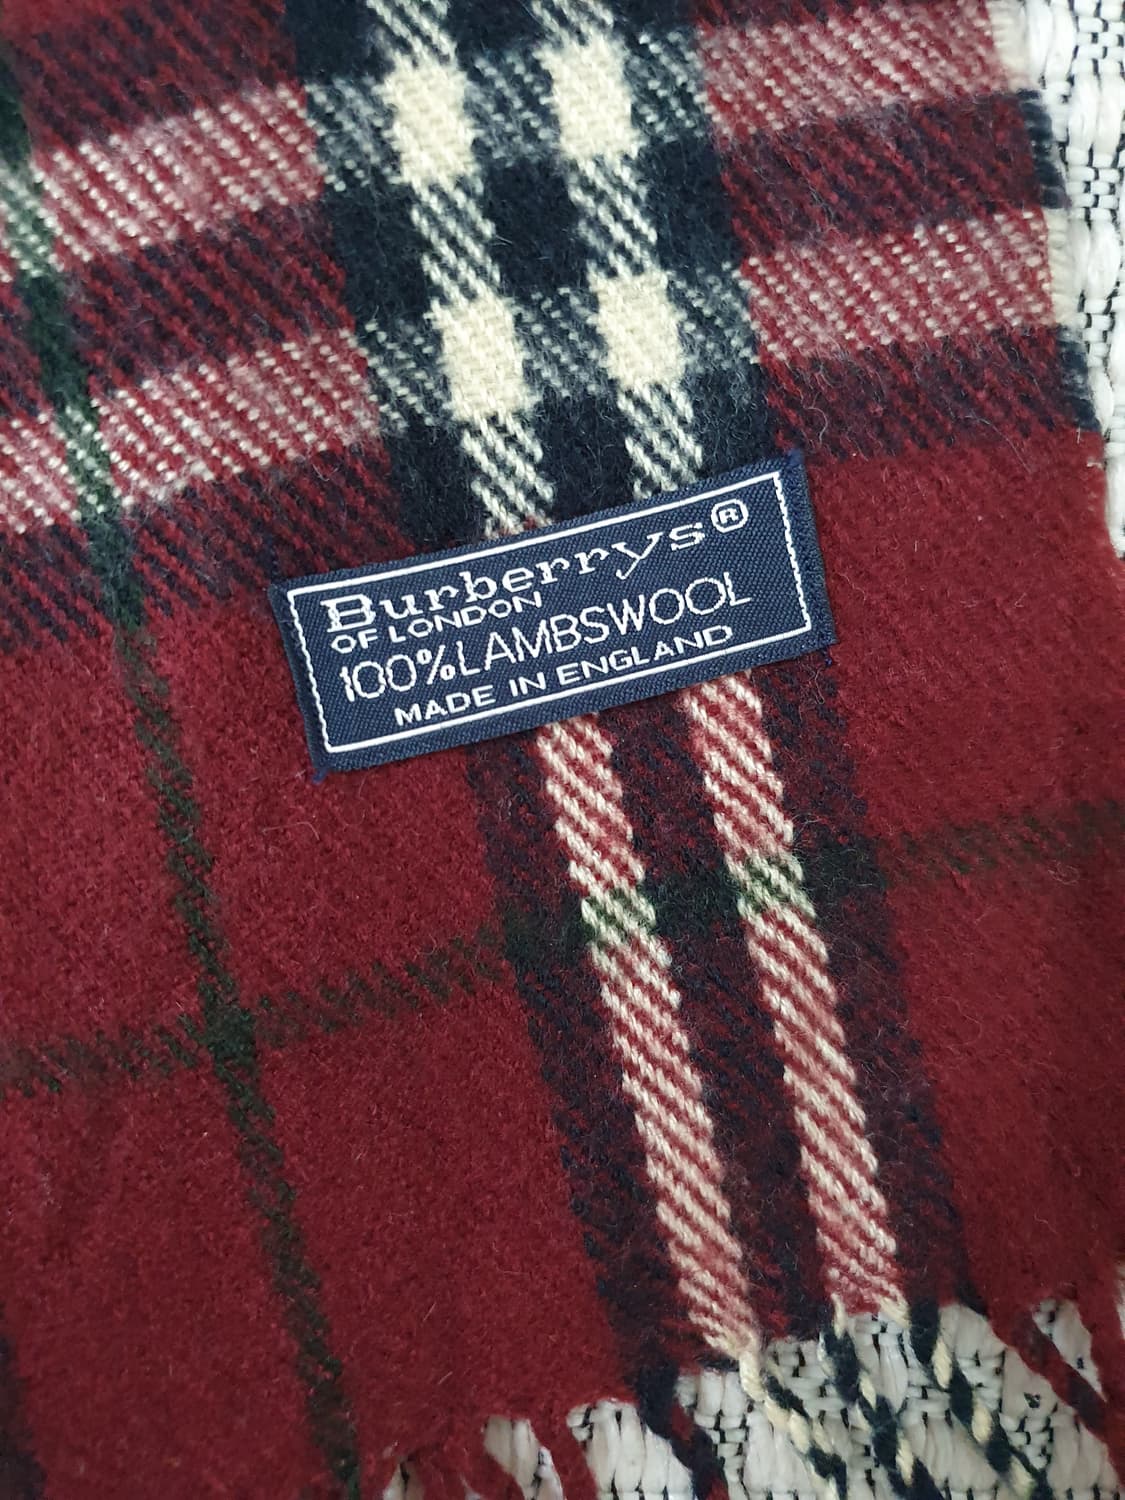 Burberrys®
OF LONDON
100% LAMBSWOOL
MADE IN ENGLAND